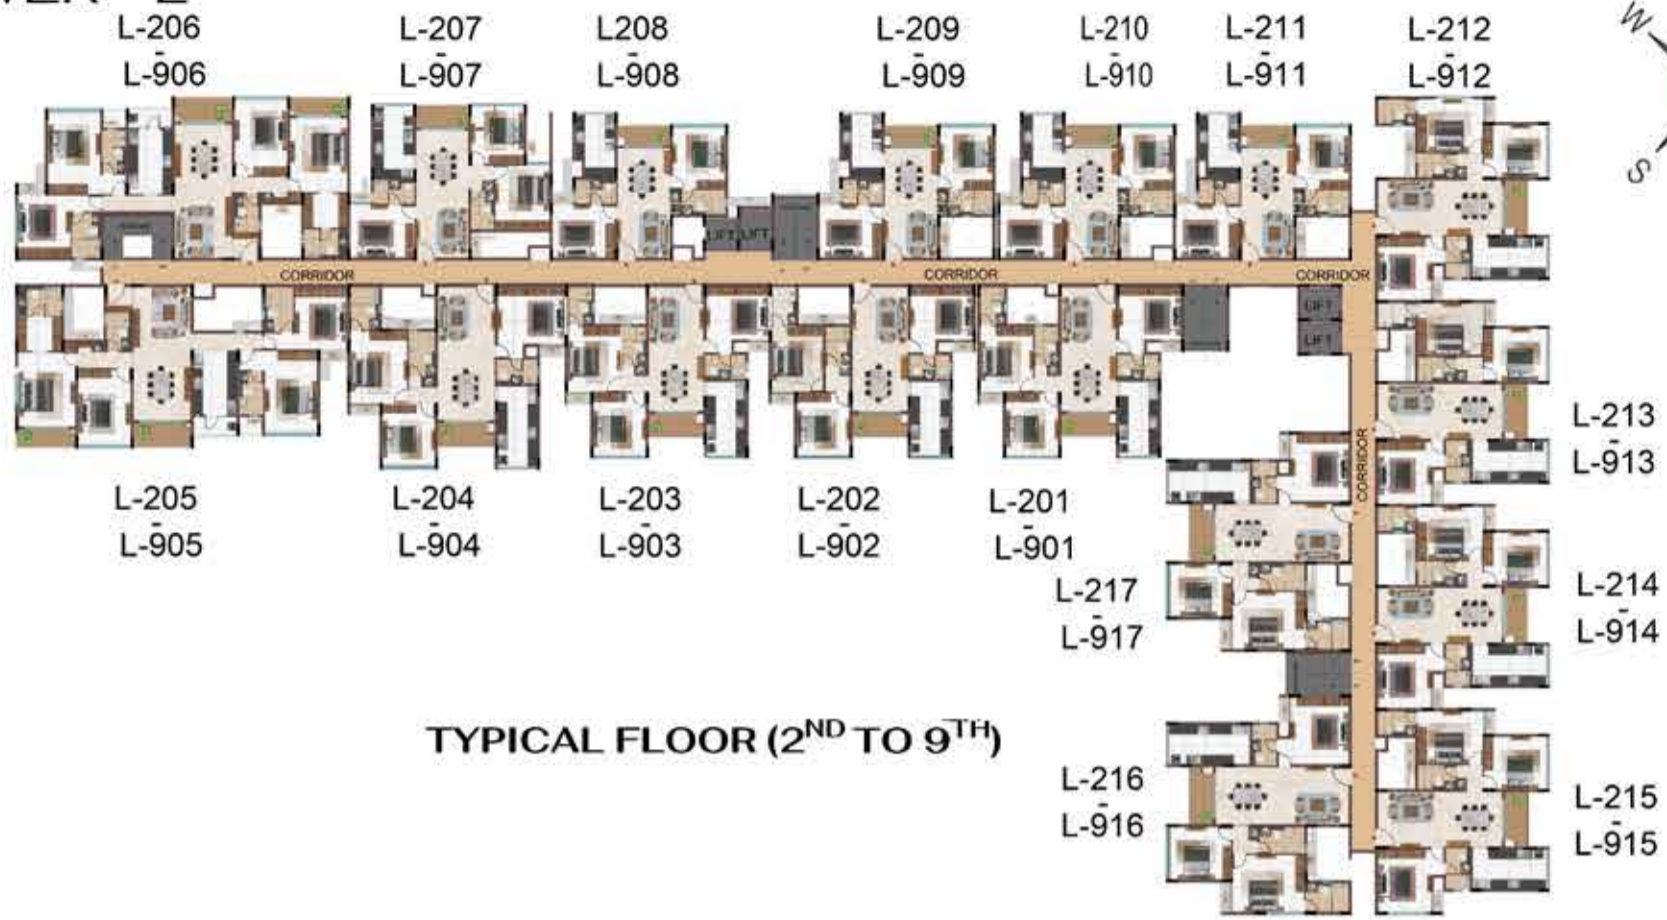 L-206
-
L-906
L-207
-
L-907
L208
-
L-908
L-209
-
L-909
L-210
-
L-910
L-211
-
L-911
L-212
-
L-912
W
S
LIFT LIFT
CORRIDOR
CORRIDOR
CORRIDOR
LIFT
LIFT
CORRIDOR
L-213
-
L-913
L-205
-
L-905
L-204
-
L-904
L-203
-
L-903
L-202
-
L-902
L-201
-
L-901
L-217
-
L-917
L-214
-
L-914
TYPICAL FLOOR (2ND TO 9TH)
L-216
-
L-916
L-215
-
L-915